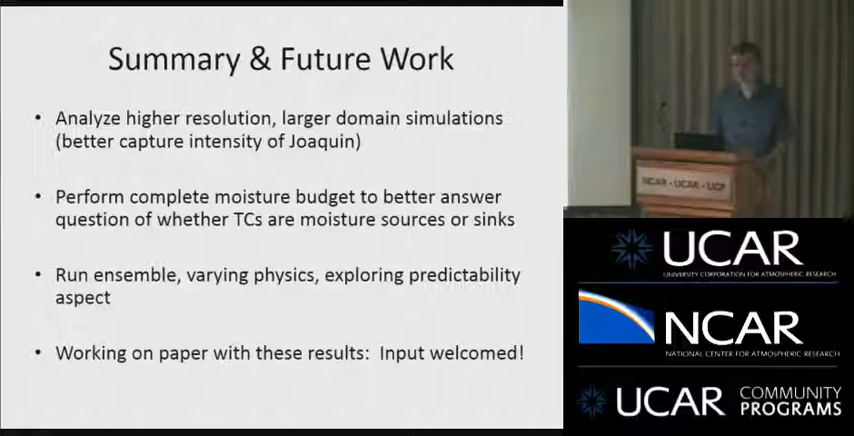 Summary & Future Work
• Analyze higher resolution, larger domain simulations
(better capture intensity of Joaquin)
• Perform complete moisture budget to better answer
question of whether TCs are moisture sources or sinks
• Run ensemble, varying physics, exploring predictability
aspect
• Working on paper with these results:  Input welcomed!
NCAR - UCAR - UCP
UCAR
UNIVERSITY CORPORATION FOR ATMOSPHERIC RESEARCH
NCAR
NATIONAL CENTER FOR ATMOSPHERIC RESEARCH
UCAR COMMUNITY
PROGRAMS